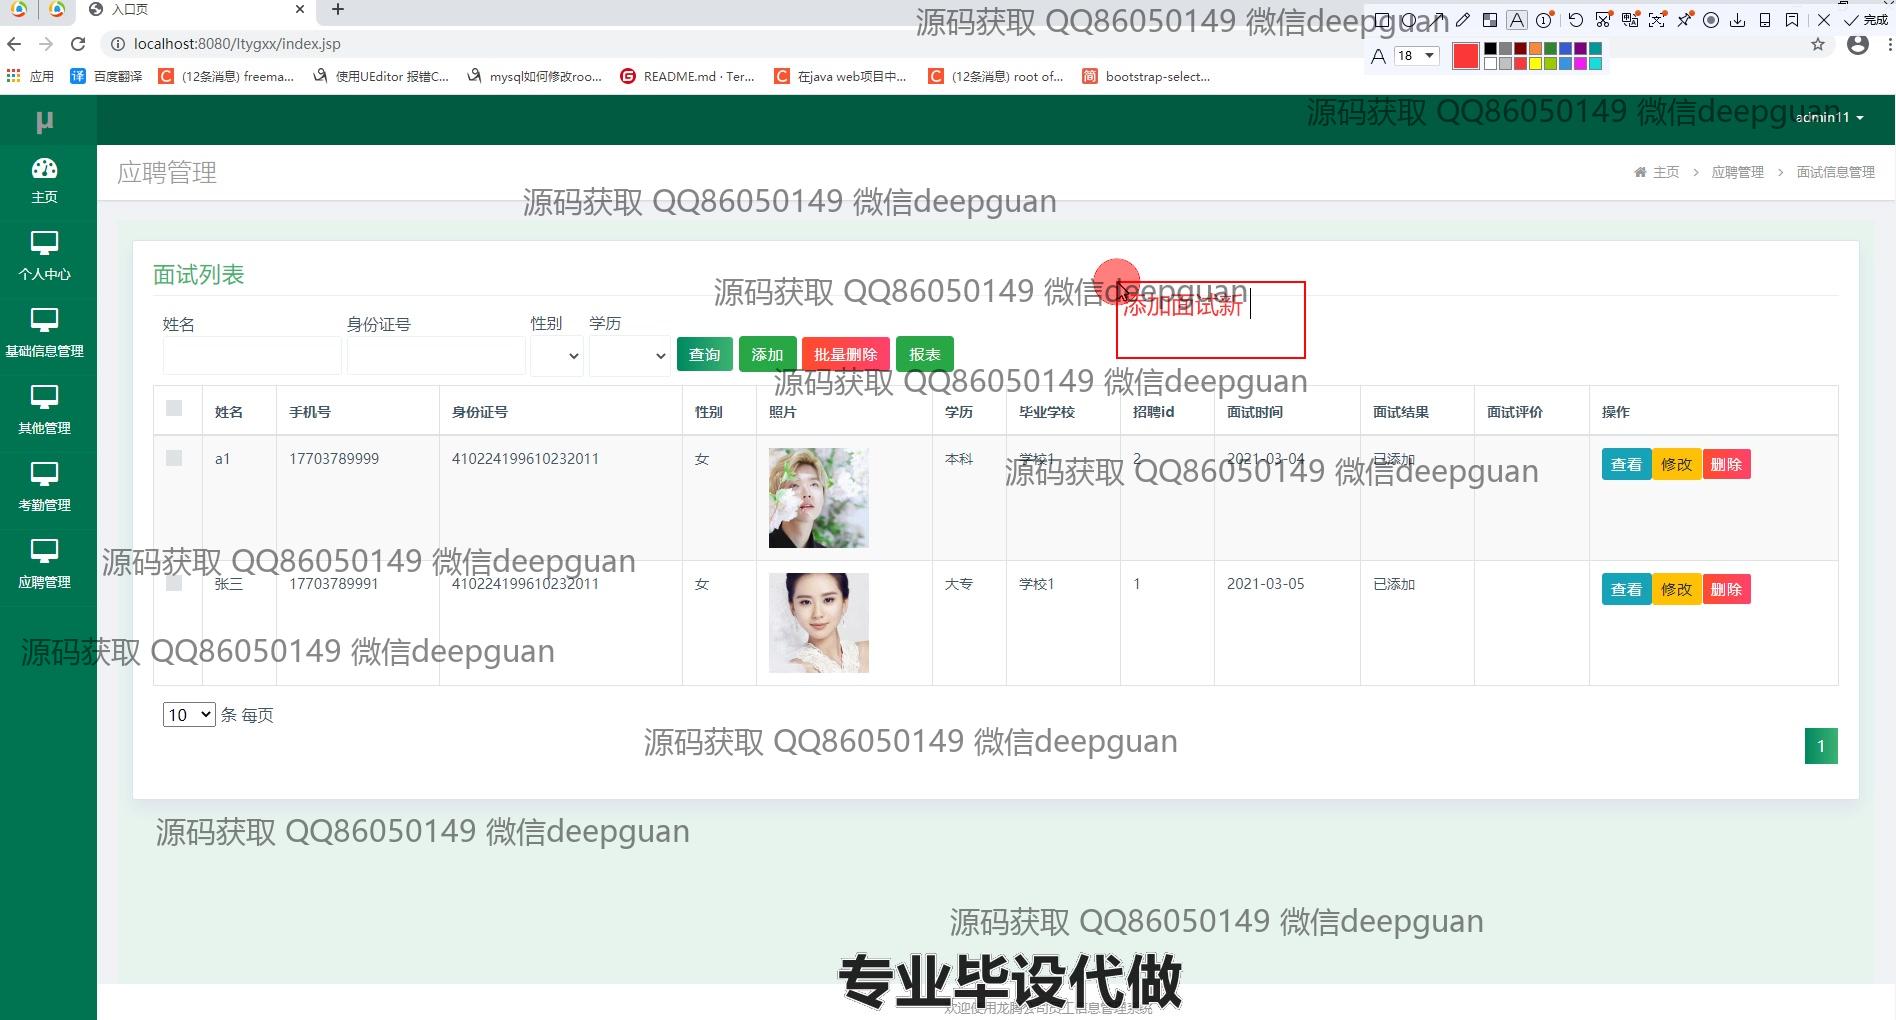 入口页
源码获取 QQ86050149 微信deepguan
完成
localhost:8080/ltygxx/index.jsp
A 18
应用 百度翻译 (12条消息) freema... 使用UEditor 报错C... mysql如何修改roo... README.md · Ter... 在java web项目中... (12条消息) root of... bootstrap-select...
μ
源码获取 QQ86050149 微信deepguan
admin11
应聘管理
主页 > 应聘管理 > 面试信息管理
主页
源码获取 QQ86050149 微信deepguan
个人中心
面试列表
源码获取 QQ86050149 微信deepguan
添加面试新
姓名 身份证号 性别 学历
查询 添加 批量删除 报表
基础信息管理
源码获取 QQ86050149 微信deepguan
姓名 手机号 身份证号 性别 照片 学历 毕业学校 招聘id 面试时间 面试结果 面试评价 操作
其他管理
a1 17703789999 410224199610232011 女 本科 学校1 2 2021-03-04 已添加 查看 修改 删除
源码获取 QQ86050149 微信deepguan
考勤管理
源码获取 QQ86050149 微信deepguan
张三 17703789991 410224199610232011 女 大专 学校1 1 2021-03-05 已添加 查看 修改 删除
应聘管理
源码获取 QQ86050149 微信deepguan
10 条 每页
源码获取 QQ86050149 微信deepguan
1
源码获取 QQ86050149 微信deepguan
源码获取 QQ86050149 微信deepguan
专业毕设代做
欢迎使用龙腾公司员工信息管理系统